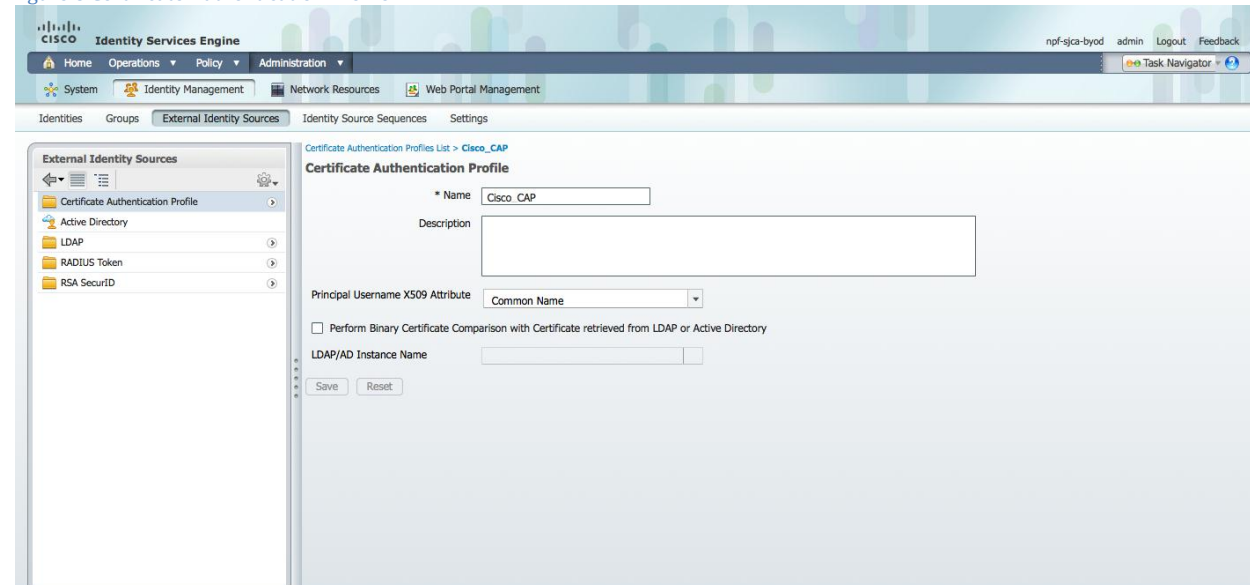 CISCO Identity Services Engine
npf-sjca-byod admin Logout Feedback
Home Operations ▼ Policy ▼ Administration ▼
Task Navigator
System Identity Management Network Resources Web Portal Management
Identities Groups External Identity Sources Identity Source Sequences Settings
External Identity Sources
Certificate Authentication Profile
Active Directory
LDAP
RADIUS Token
RSA SecurID
Certificate Authentication Profiles List > Cisco_CAP
Certificate Authentication Profile
* Name Cisco_CAP
Description
Principal Username X509 Attribute Common Name
Perform Binary Certificate Comparison with Certificate retrieved from LDAP or Active Directory
LDAP/AD Instance Name
Save Reset